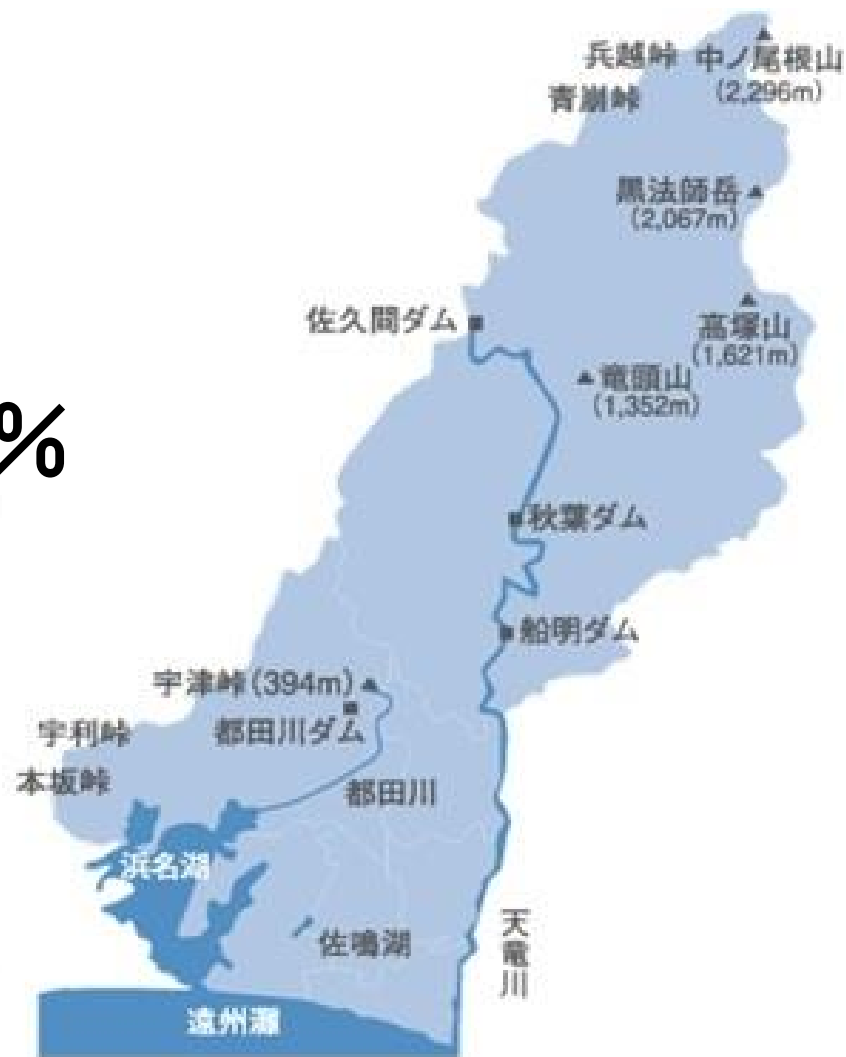 兵越峠 中ノ尾根山
(2,296m)
青崩峠
黒法師岳
(2,067m)
佐久間ダム
高塚山
(1,621m)
竜頭山
(1,352m)
%
秋葉ダム
船明ダム
宇津峠(394m)
都田川ダム
宇利峠
本坂峠
都田川
浜名湖
佐鳴湖
天竜川
遠州灘